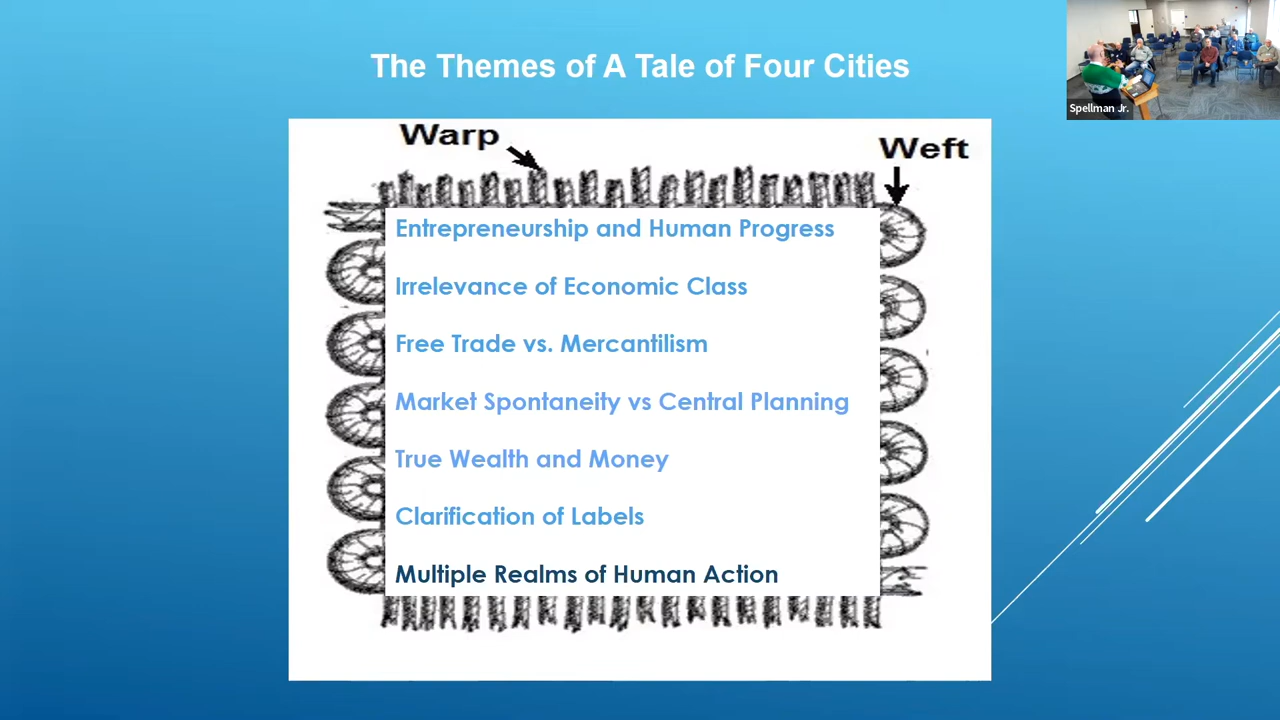 The Themes of A Tale of Four Cities
Spellman Jr.
Warp
Weft
Entrepreneurship and Human Progress
Irrelevance of Economic Class
Free Trade vs. Mercantilism
Market Spontaneity vs Central Planning
True Wealth and Money
Clarification of Labels
Multiple Realms of Human Action